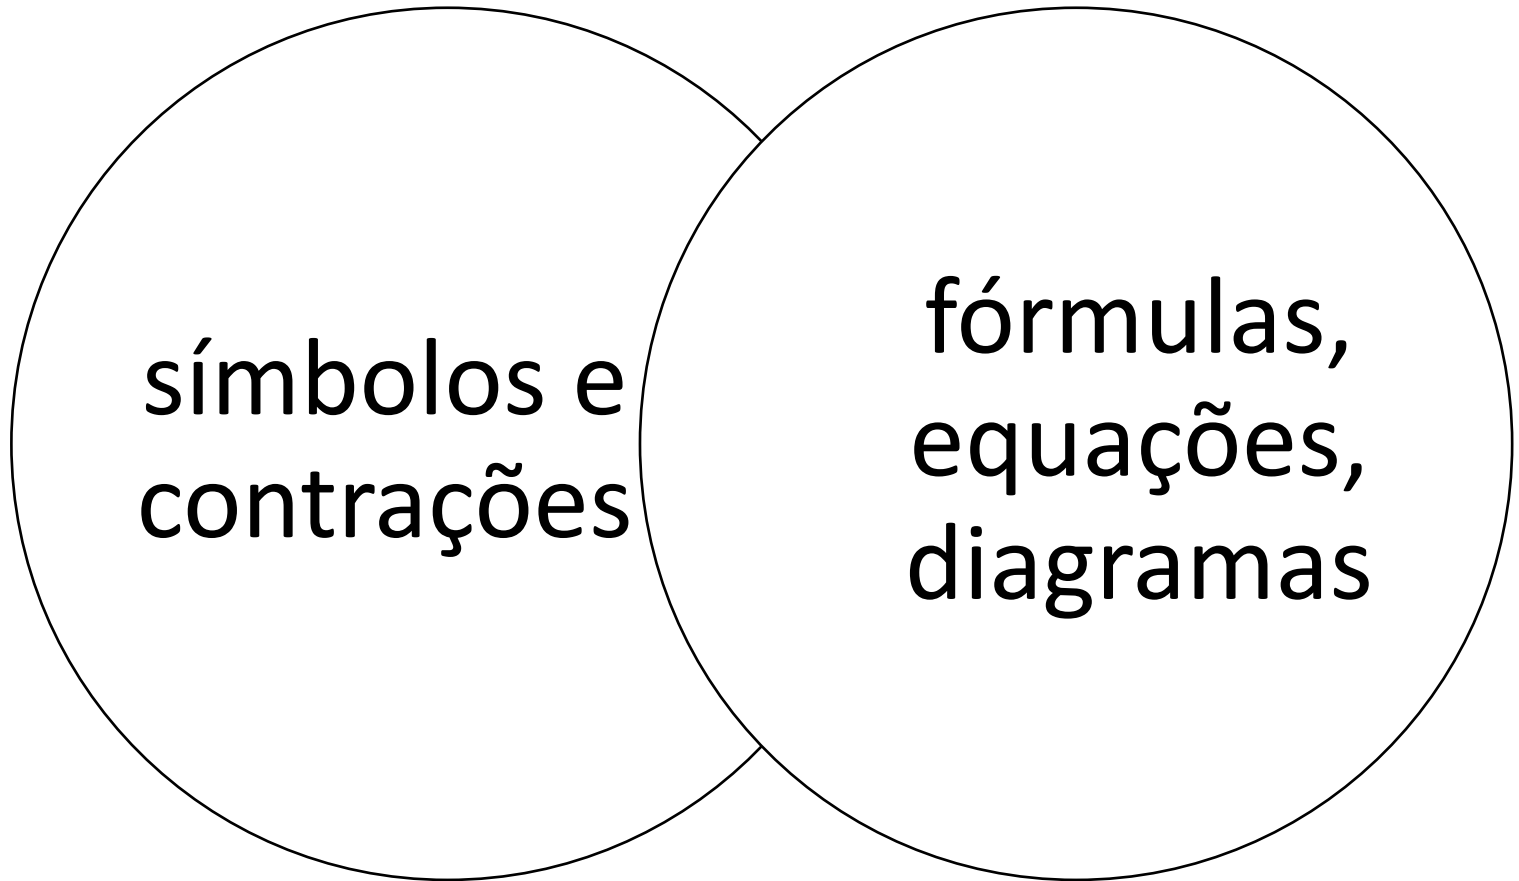 símbolos e
contrações
fórmulas,
equações,
diagramas